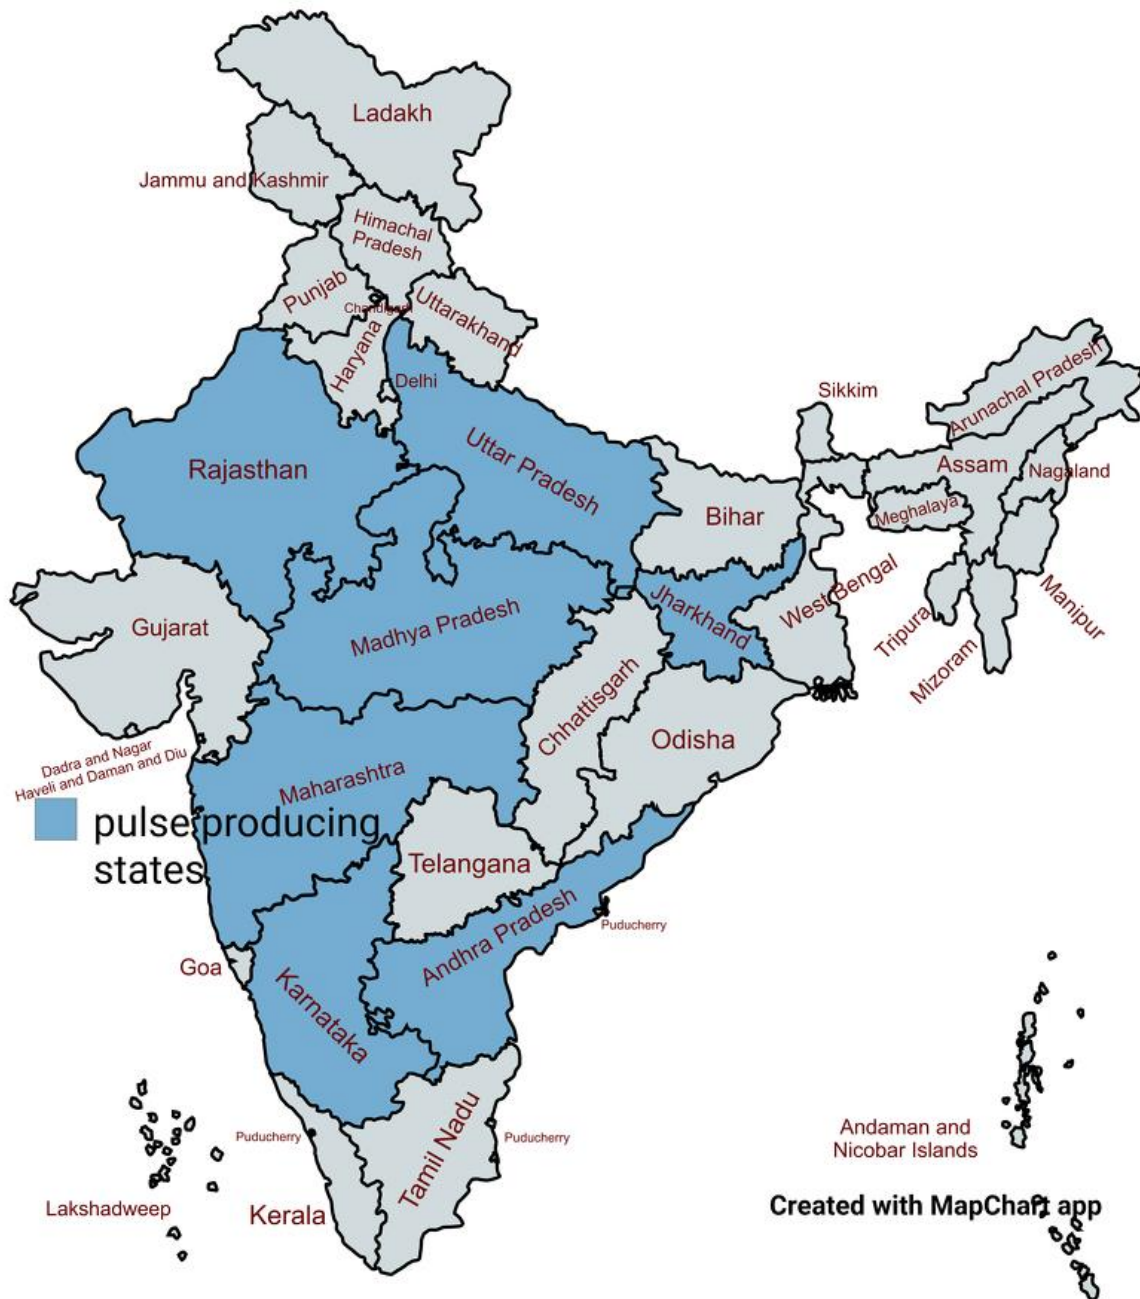 Ladakh
Jammu and Kashmir
Himachal
Pradesh
Punjab
Chandigarh
Uttarakhand
Haryana
Delhi
Rajasthan
Uttar Pradesh
Sikkim
Arunachal Pradesh
Assam
Nagaland
Meghalaya
Bihar
Gujarat
Madhya Pradesh
Jharkhand
West Bengal
Tripura
Mizoram
Manipur
Chhattisgarh
Odisha
Dadra and Nagar
Haveli and Daman and Diu
Maharashtra
pulse producing
states
Telangana
Andhra Pradesh
Puducherry
Goa
Karnataka
Puducherry
Puducherry
Tamil Nadu
Andaman and
Nicobar Islands
Lakshadweep
Kerala
Created with MapChart app